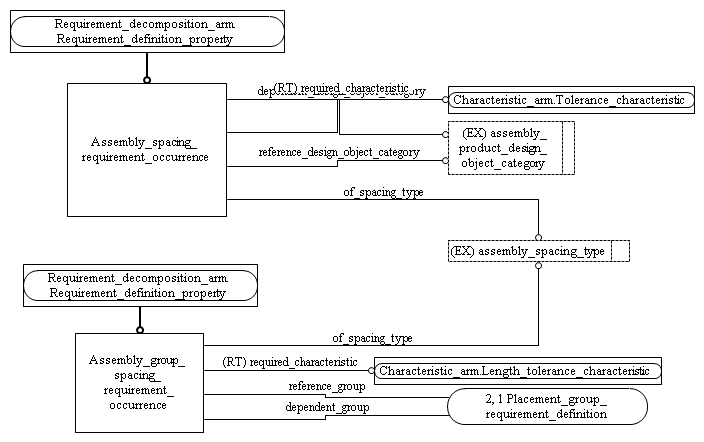 Requirement_decomposition_arm.
Requirement_definition_property
(RT) required_characteristic
Characteristic_arm.Tolerance_characteristic
Assembly_spacing_
requirement_occurrence
(EX) assembly_
product_design_
object_category
reference_design_object_category
of_spacing_type
(EX) assembly_spacing_type
Requirement_decomposition_arm.
Requirement_definition_property
of_spacing_type
Assembly_group_
spacing_
requirement_
occurrence
(RT) required_characteristic
Characteristic_arm.Length_tolerance_characteristic
reference_group
dependent_group
2, 1 Placement_group_
requirement_definition